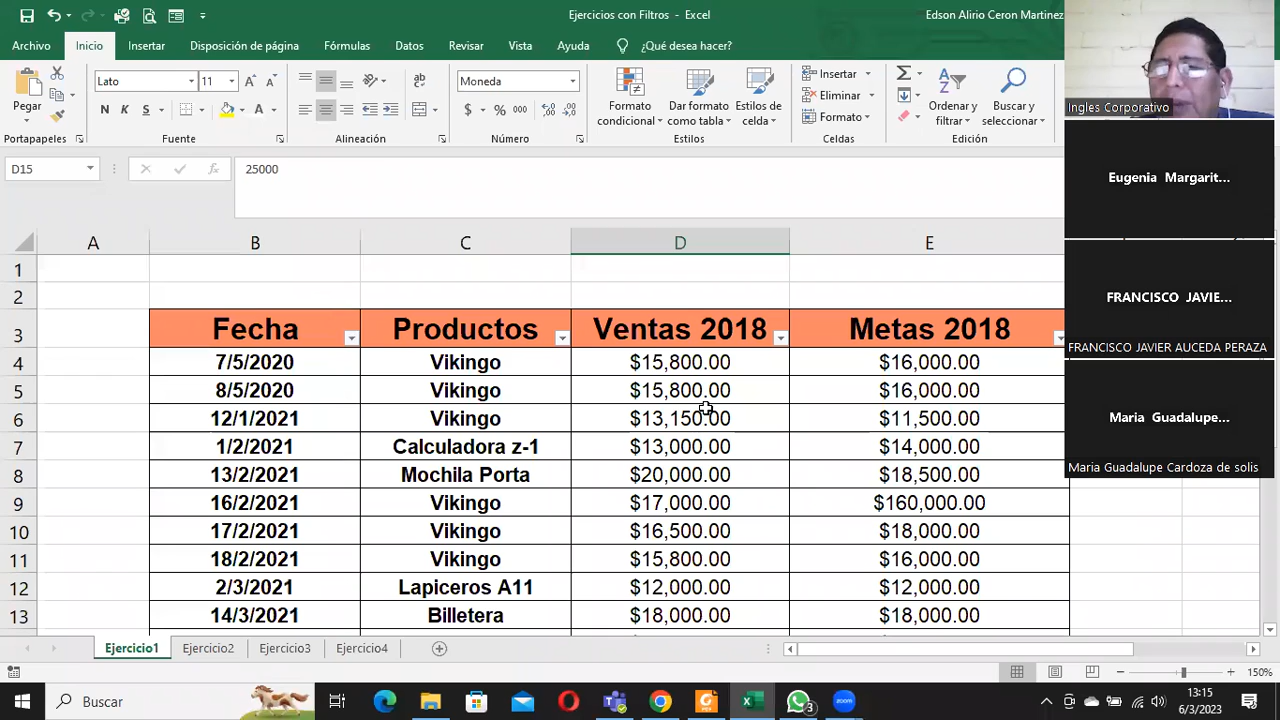 Ejercicios con Filtros - Excel
Edson Alirio Ceron Martinez
Archivo Inicio Insertar Disposición de página Fórmulas Datos Revisar Vista Ayuda ¿Qué desea hacer?
Pegar
Lato 11
N K S
ab
Moneda
$ % 000
Formato condicional
Dar formato como tabla
Estilos de celda
Insertar
Eliminar
Formato
Ordenar y filtrar
Buscar y seleccionar
Portapapeles Fuente Alineación Número Estilos Celdas Edición
D15 fx 25000
A B C D E
1
2
3 Fecha Productos Ventas 2018 Metas 2018
4 7/5/2020 Vikingo $15,800.00 $16,000.00
5 8/5/2020 Vikingo $15,800.00 $16,000.00
6 12/1/2021 Vikingo $13,150.00 $11,500.00
7 1/2/2021 Calculadora z-1 $13,000.00 $14,000.00
8 13/2/2021 Mochila Porta $20,000.00 $18,500.00
9 16/2/2021 Vikingo $17,000.00 $160,000.00
10 17/2/2021 Vikingo $16,500.00 $18,000.00
11 18/2/2021 Vikingo $15,800.00 $16,000.00
12 2/3/2021 Lapiceros A11 $12,000.00 $12,000.00
13 14/3/2021 Billetera $18,000.00 $18,000.00
Ejercicio1 Ejercicio2 Ejercicio3 Ejercicio4
150%
Ingles Corporativo
Eugenia Margarit...
FRANCISCO JAVIE...
FRANCISCO JAVIER AUCEDA PERAZA
Maria Guadalupe...
Maria Guadalupe Cardoza de solis
Buscar
3
zoom
13:15
6/3/2023